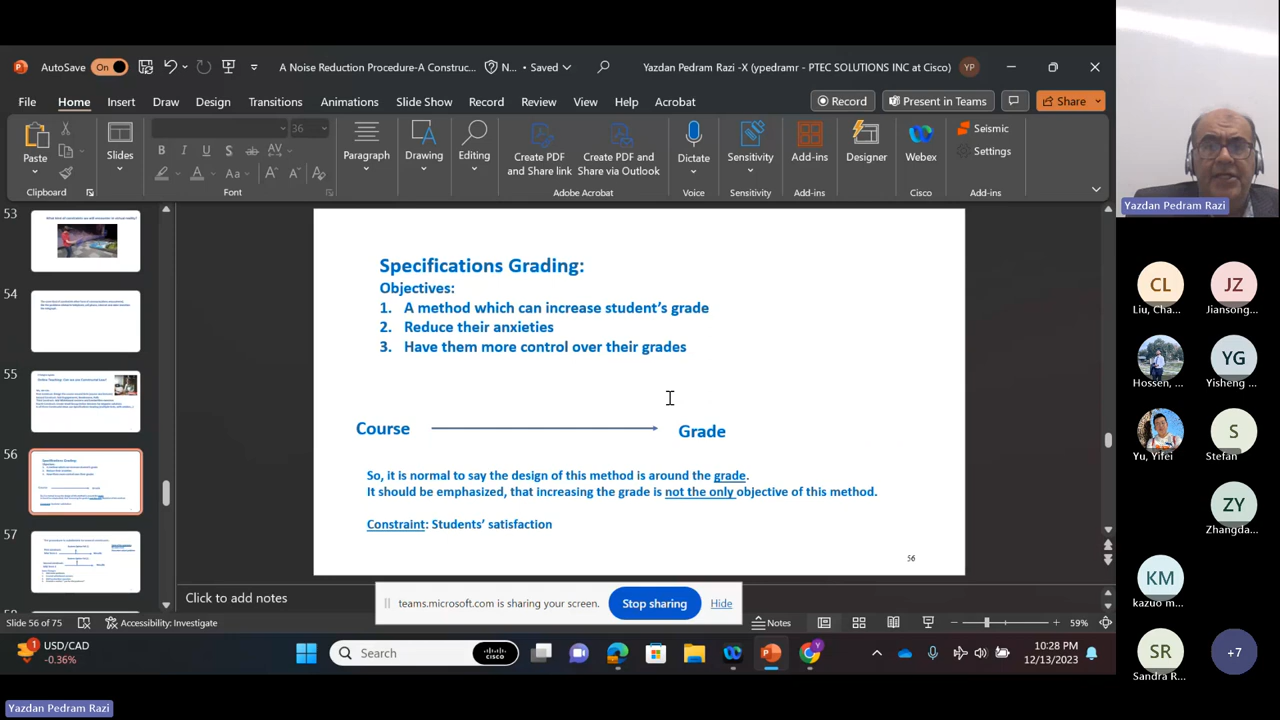 AutoSave On A Noise Reduction Procedure-A Construc... N... • Saved Yazdan Pedram Razi -X (ypedramr - PTEC SOLUTIONS INC at Cisco) YP
File Home Insert Draw Design Transitions Animations Slide Show Record Review View Help Acrobat Record Present in Teams Share
36
Paste Slides Paragraph Drawing Editing Create PDF and Share link Create PDF and Share via Outlook Dictate Sensitivity Add-ins Designer Webex Seismic
Settings
Clipboard Font Adobe Acrobat Voice Sensitivity Add-ins Cisco Add-ins
Yazdan Pedram Razi
53
54
55
56
57
Specifications Grading:
Objectives:
1. A method which can increase student's grade
2. Reduce their anxieties
3. Have them more control over their grades
Course Grade
So, it is normal to say the design of this method is around the grade.
It should be emphasized, that increasing the grade is not the only objective of this method.
Constraint: Students' satisfaction
56
CL JZ
Liu, Cha... Jiansong...
YG
Hossen, ... Yisheng ...
S
Yu, Yifei Stefan
ZY
Zhangda...
KM
kazuo m...
SR +7
Sandra R...
teams.microsoft.com is sharing your screen. Stop sharing Hide
Click to add notes
Slide 56 of 75 Accessibility: Investigate Notes 59%
1 USD/CAD
-0.36%
Search
CISCO
10:28 PM
12/13/2023
Yazdan Pedram Razi